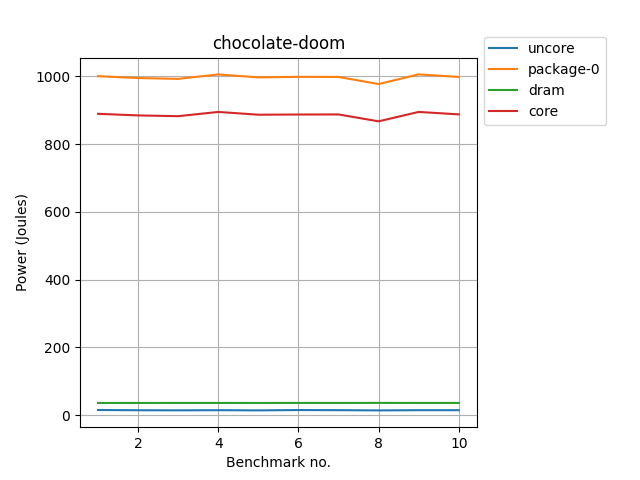 chocolate-doom
uncore
package-0
dram
core
Power (Joules)
1000
800
600
400
200
0
2 4 6 8 10
Benchmark no.